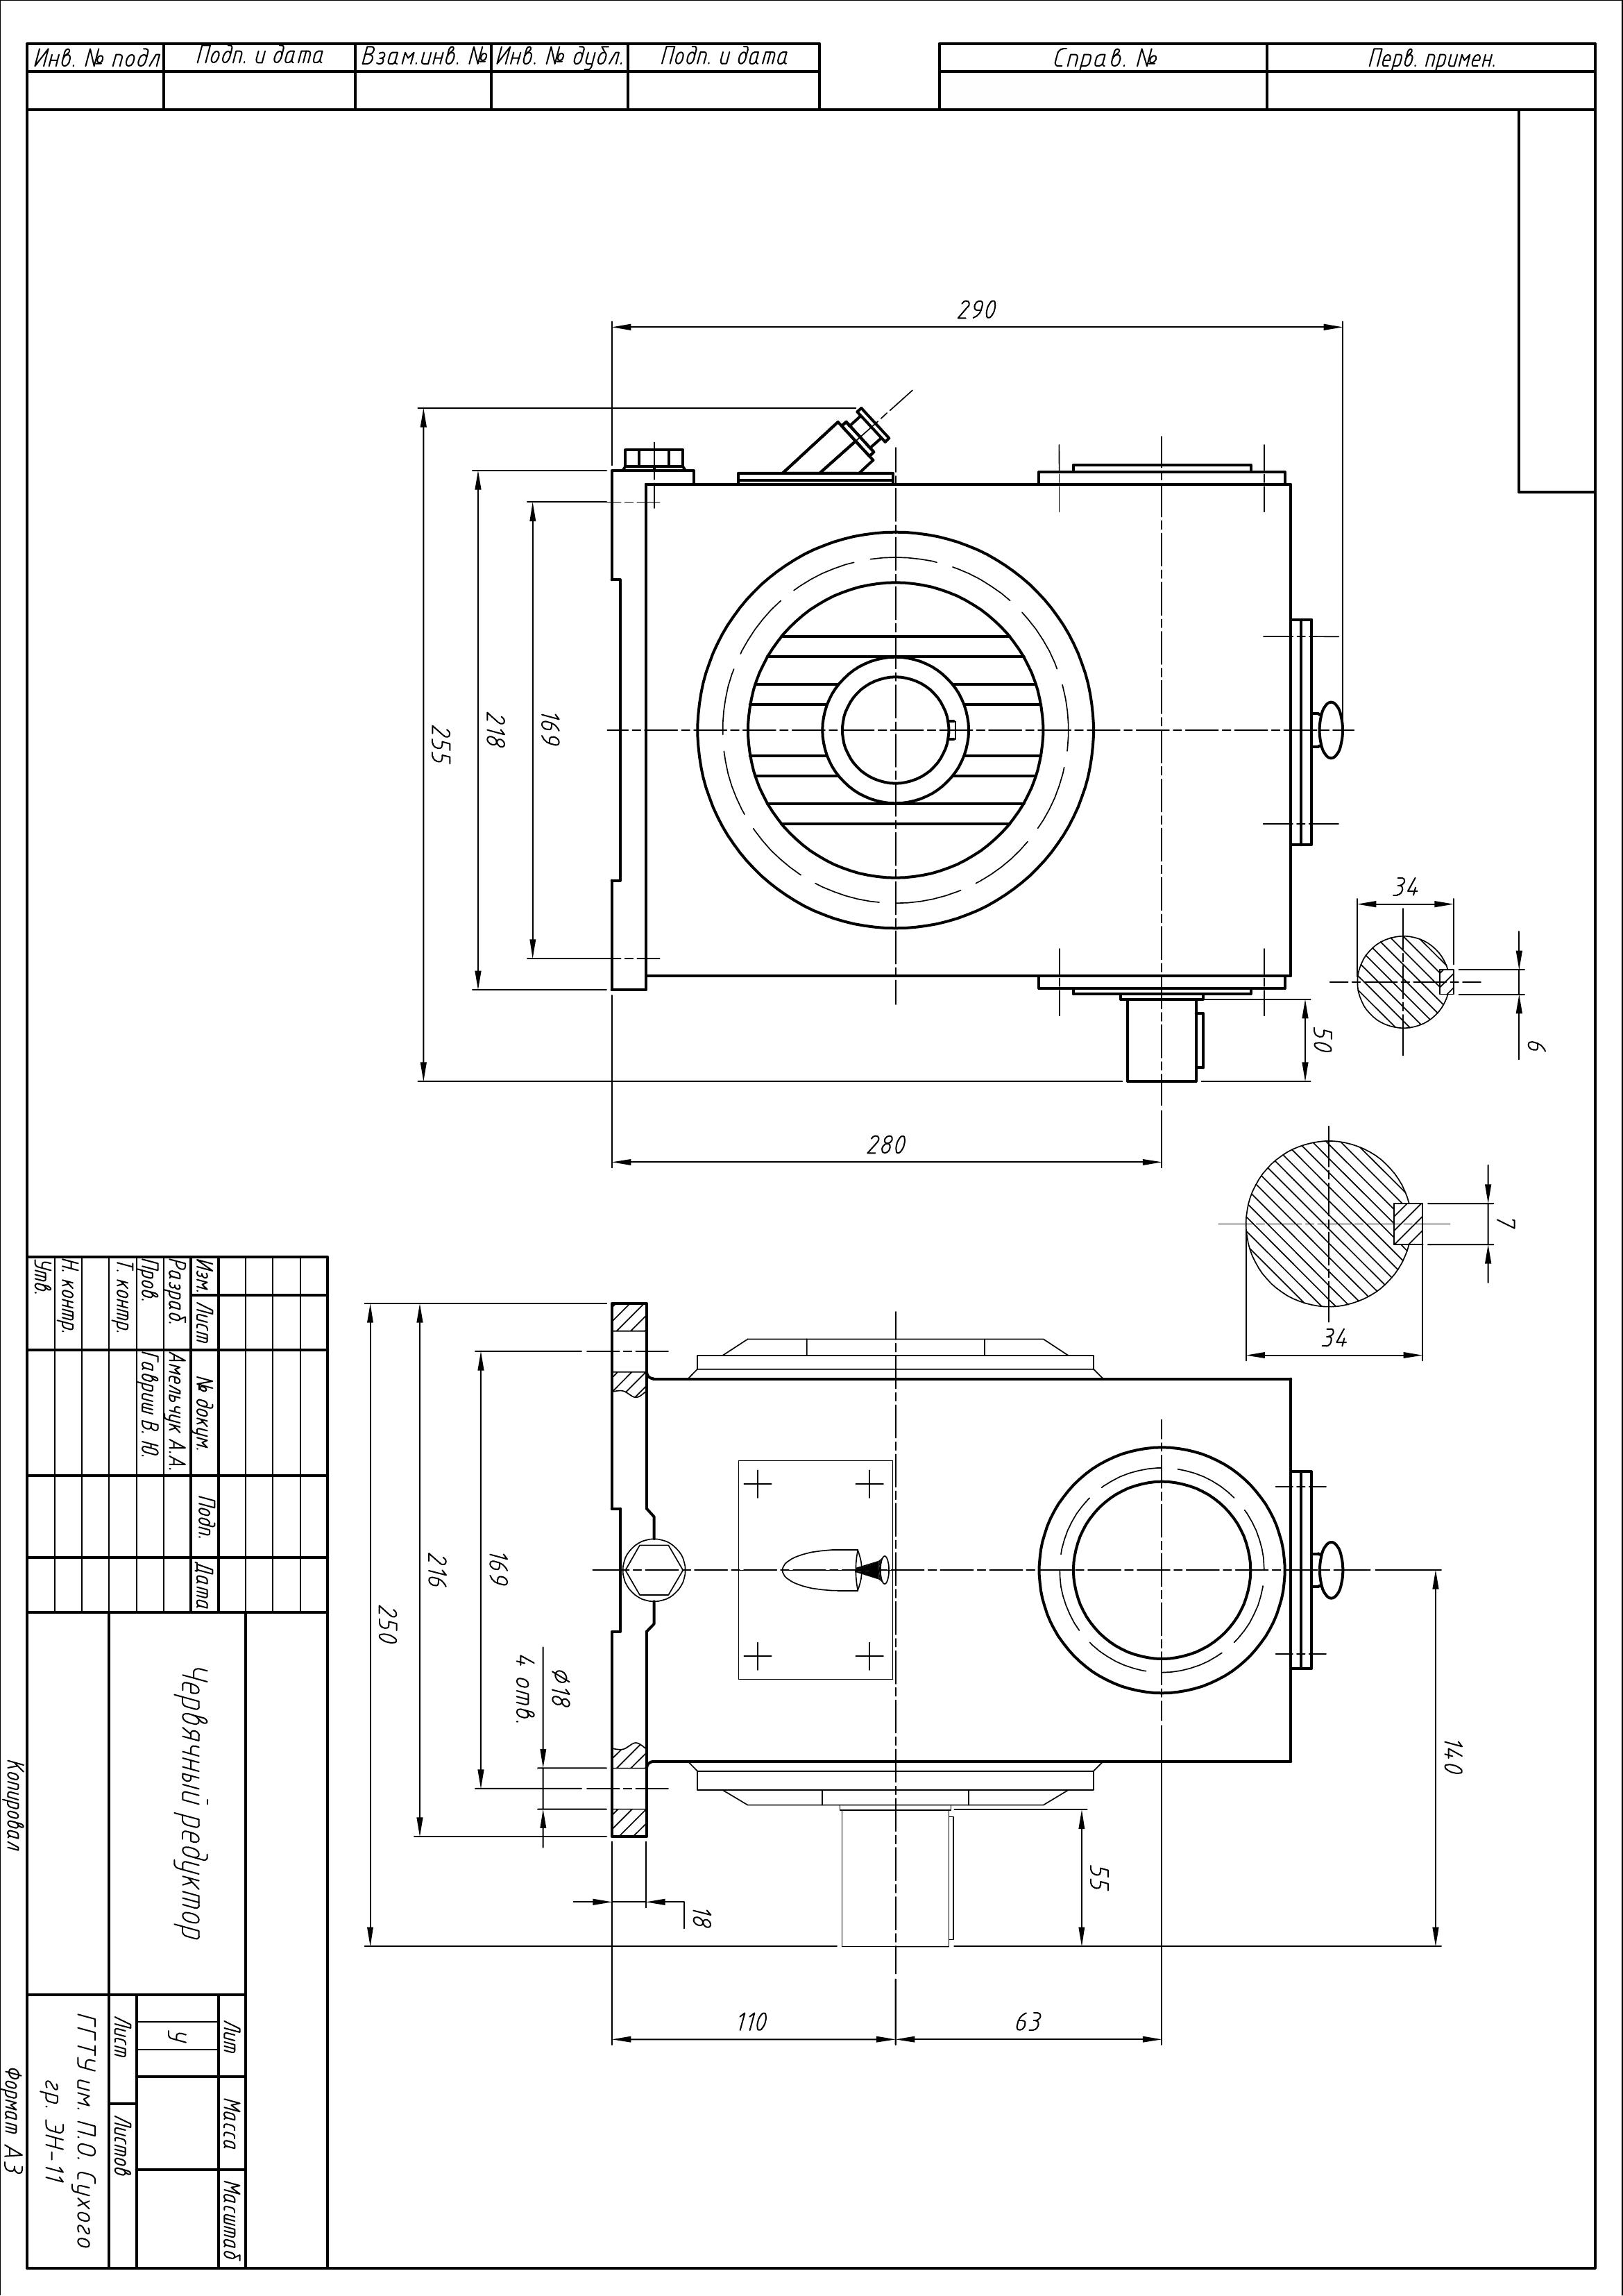 Инв. № подл
Подп. и дата
Взам.инв. №
Инв. № дубл.
Подп. и дата
Справ. №
Перв. примен.
290
255
218
169
34
6
50
280
7
34
140
55
63
110
18
⌀18
4 отв.
169
216
250
Изм. Лист № докум. Подп. Дата
Разраб. Амельчук А.А.
Пров. Гавриш В. Ю.
Т. контр.
Н. контр.
Утв.
Червячный редуктор
Лит Масса Масштаб
у
Лист Листов
ГГТУ им. П.О. Сухого
гр. ЭН-11
Копировал
Формат А3